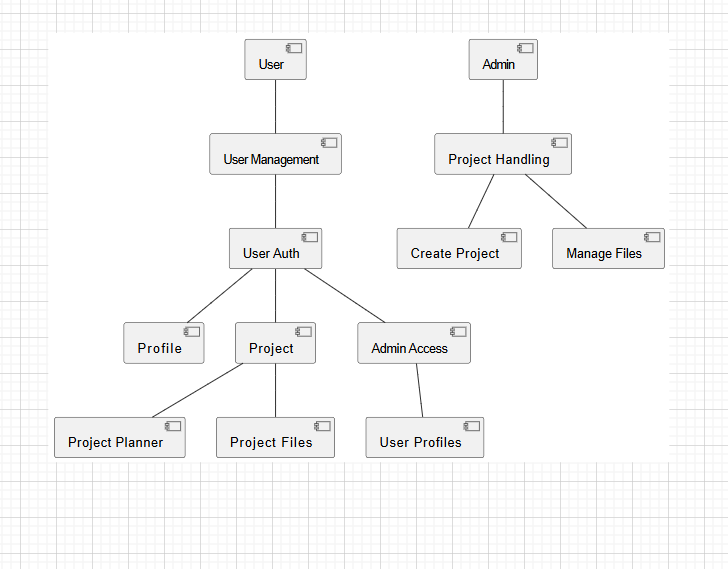 User
Admin
User Management
Project Handling
User Auth
Create Project
Manage Files
Profile
Project
Admin Access
Project Planner
Project Files
User Profiles